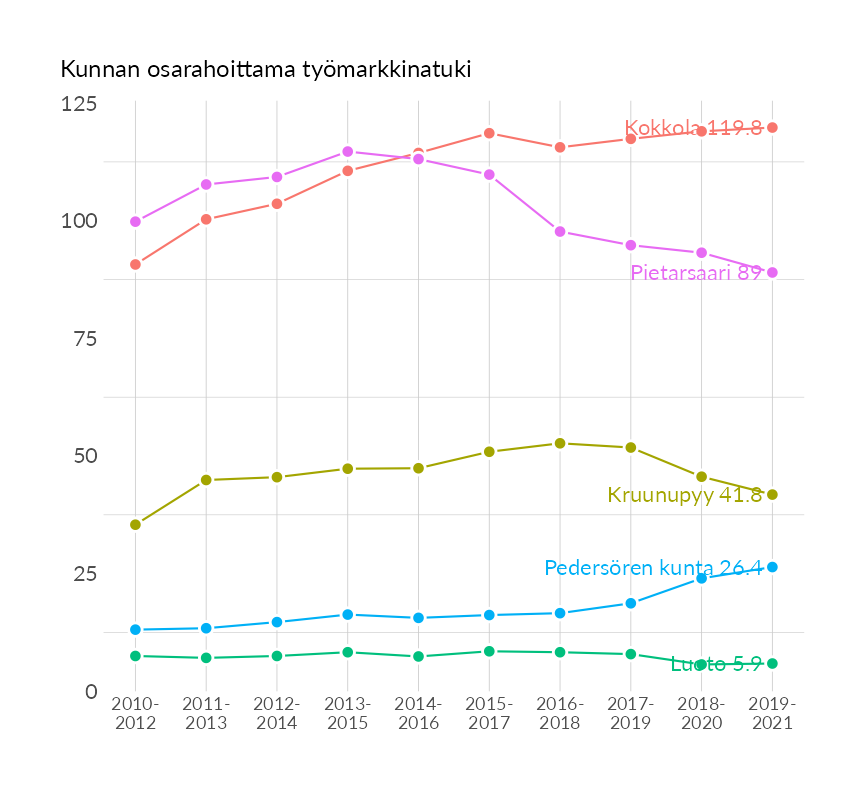 Kunnan osarahoittama työmarkkinatuki
125
Kokkola 119.8
100
Pietarsaari 89
75
50
Kruunupyy 41.8
25
Pedersören kunta 26.4
Luoto 5.9
0
2010- 2011- 2012- 2013- 2014- 2015- 2016- 2017- 2018- 2019-
2012 2013 2014 2015 2016 2017 2018 2019 2020 2021